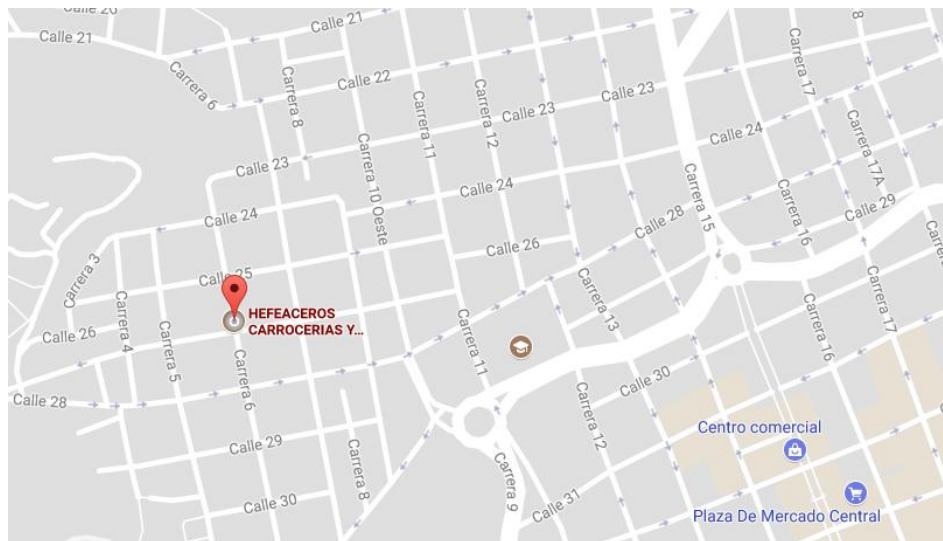 Calle 20
Calle 21
Calle 21
8
Carrera 6
Calle 22
Carrera 8
Carrera 11
Carrera 12
Calle 23
Calle 23
Carrera 17
Calle 23
Calle 24
Carrera 17A
Carrera 10 Oeste
Calle 24
Carrera 15
Calle 24
Calle 28
Calle 29
Carrera 16
Carrera 3
Calle 25
Calle 26
Carrera 13
Carrera 17
HEFEACEROS
CARROCERIAS Y...
Calle 26
Carrera 4
Carrera 5
Carrera 6
Carrera 11
Carrera 16
Calle 28
Calle 30
Carrera 12
Centro comercial
Calle 29
Carrera 8
Carrera 9
Calle 30
Calle 31
Plaza De Mercado Central